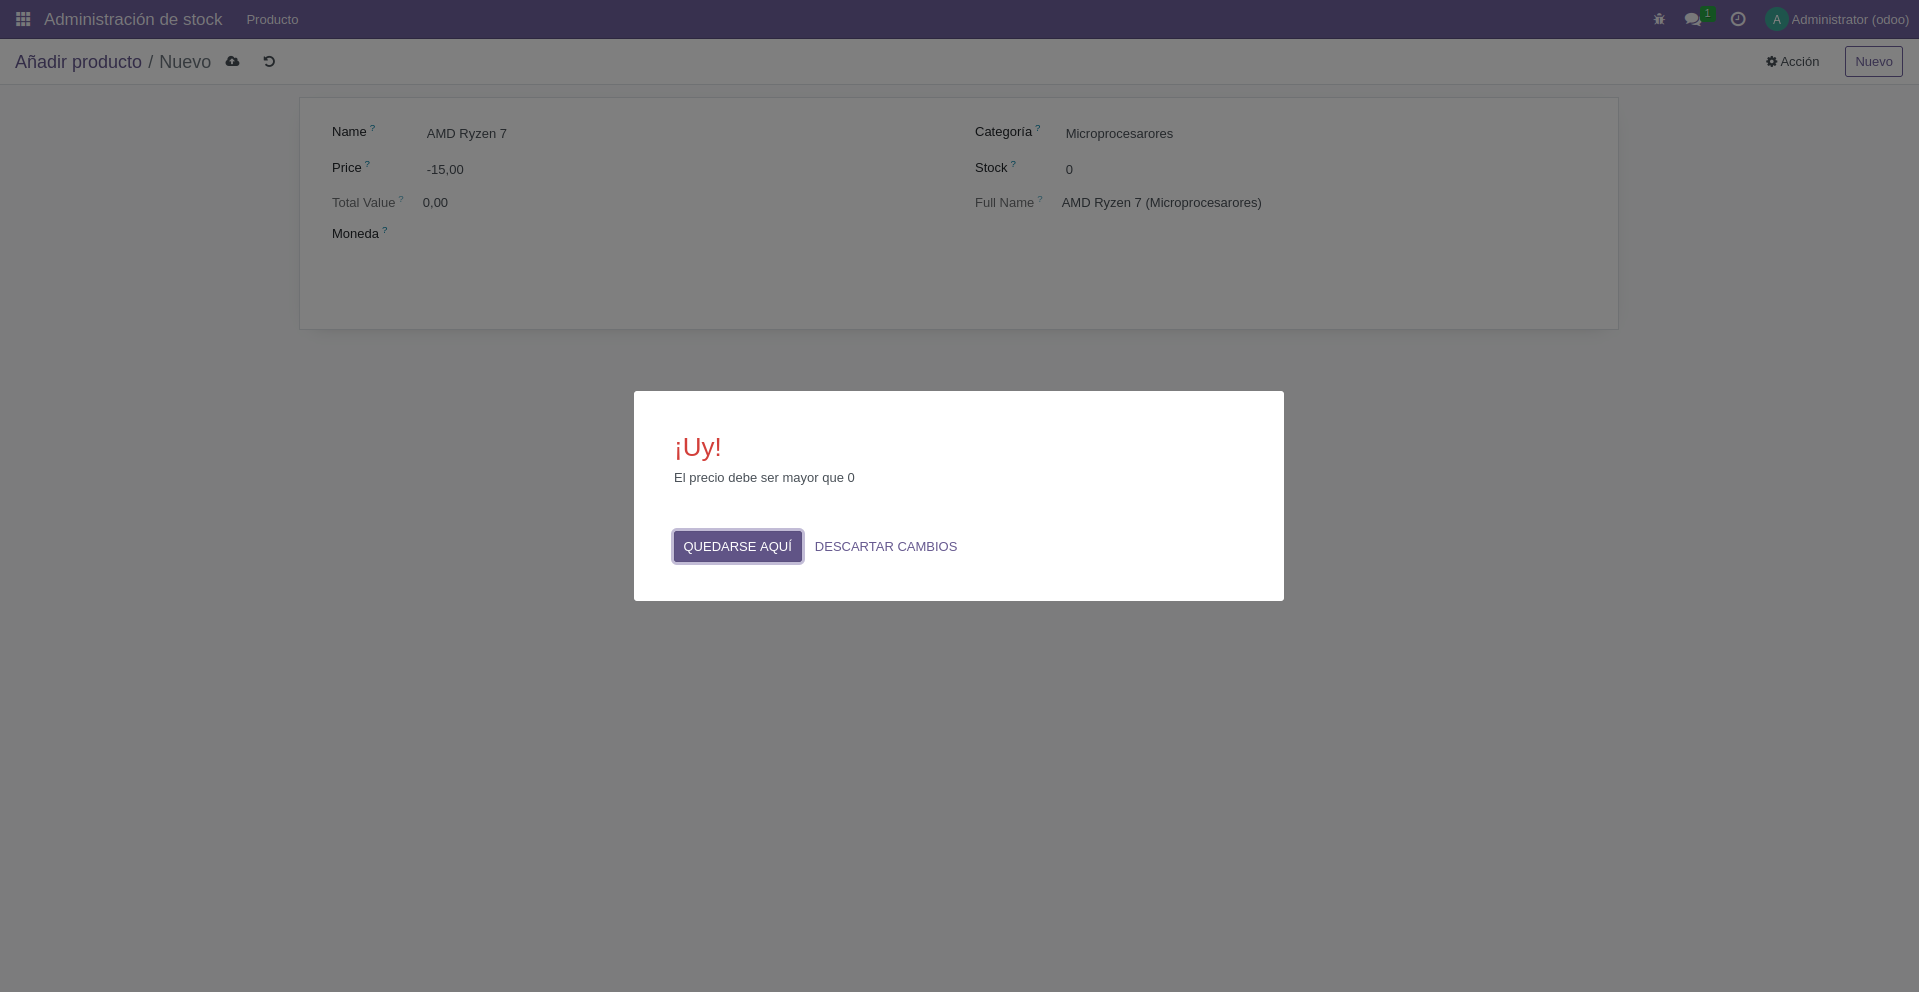 Administración de stock Producto 1 A Administrator (odoo)
Añadir producto / Nuevo Acción Nuevo
Name ? AMD Ryzen 7 Categoría ? Microprocesarores
Price ? -15,00 Stock ? 0
Total Value ? 0,00 Full Name ? AMD Ryzen 7 (Microprocesarores)
Moneda ?
¡Uy!
El precio debe ser mayor que 0
QUEDARSE AQUÍ DESCARTAR CAMBIOS